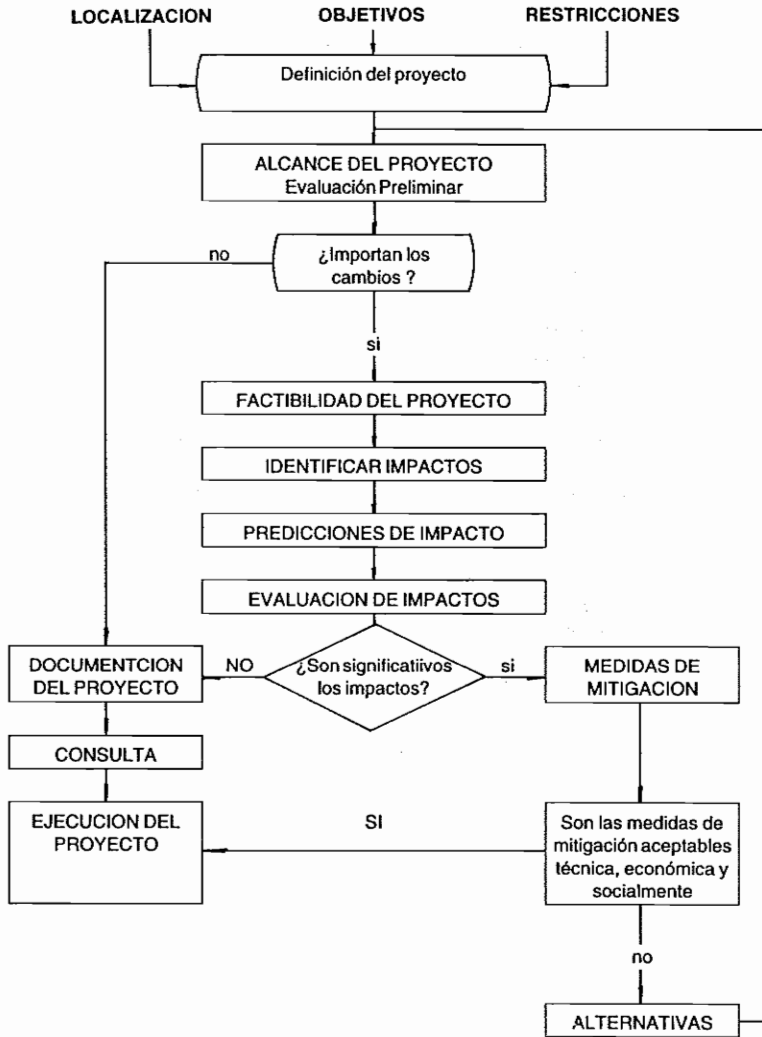 LOCALIZACION
OBJETIVOS
RESTRICCIONES
Definición del proyecto
ALCANCE DEL PROYECTO
Evaluación Preliminar
no
¿Importan los
cambios ?
si
FACTIBILIDAD DEL PROYECTO
IDENTIFICAR IMPACTOS
PREDICCIONES DE IMPACTO
EVALUACION DE IMPACTOS
DOCUMENTCION
DEL PROYECTO
NO
¿Son significatiivos
los impactos?
si
MEDIDAS DE
MITIGACION
CONSULTA
EJECUCION DEL
PROYECTO
SI
Son las medidas de
mitigación aceptables
técnica, económica y
socialmente
no
ALTERNATIVAS